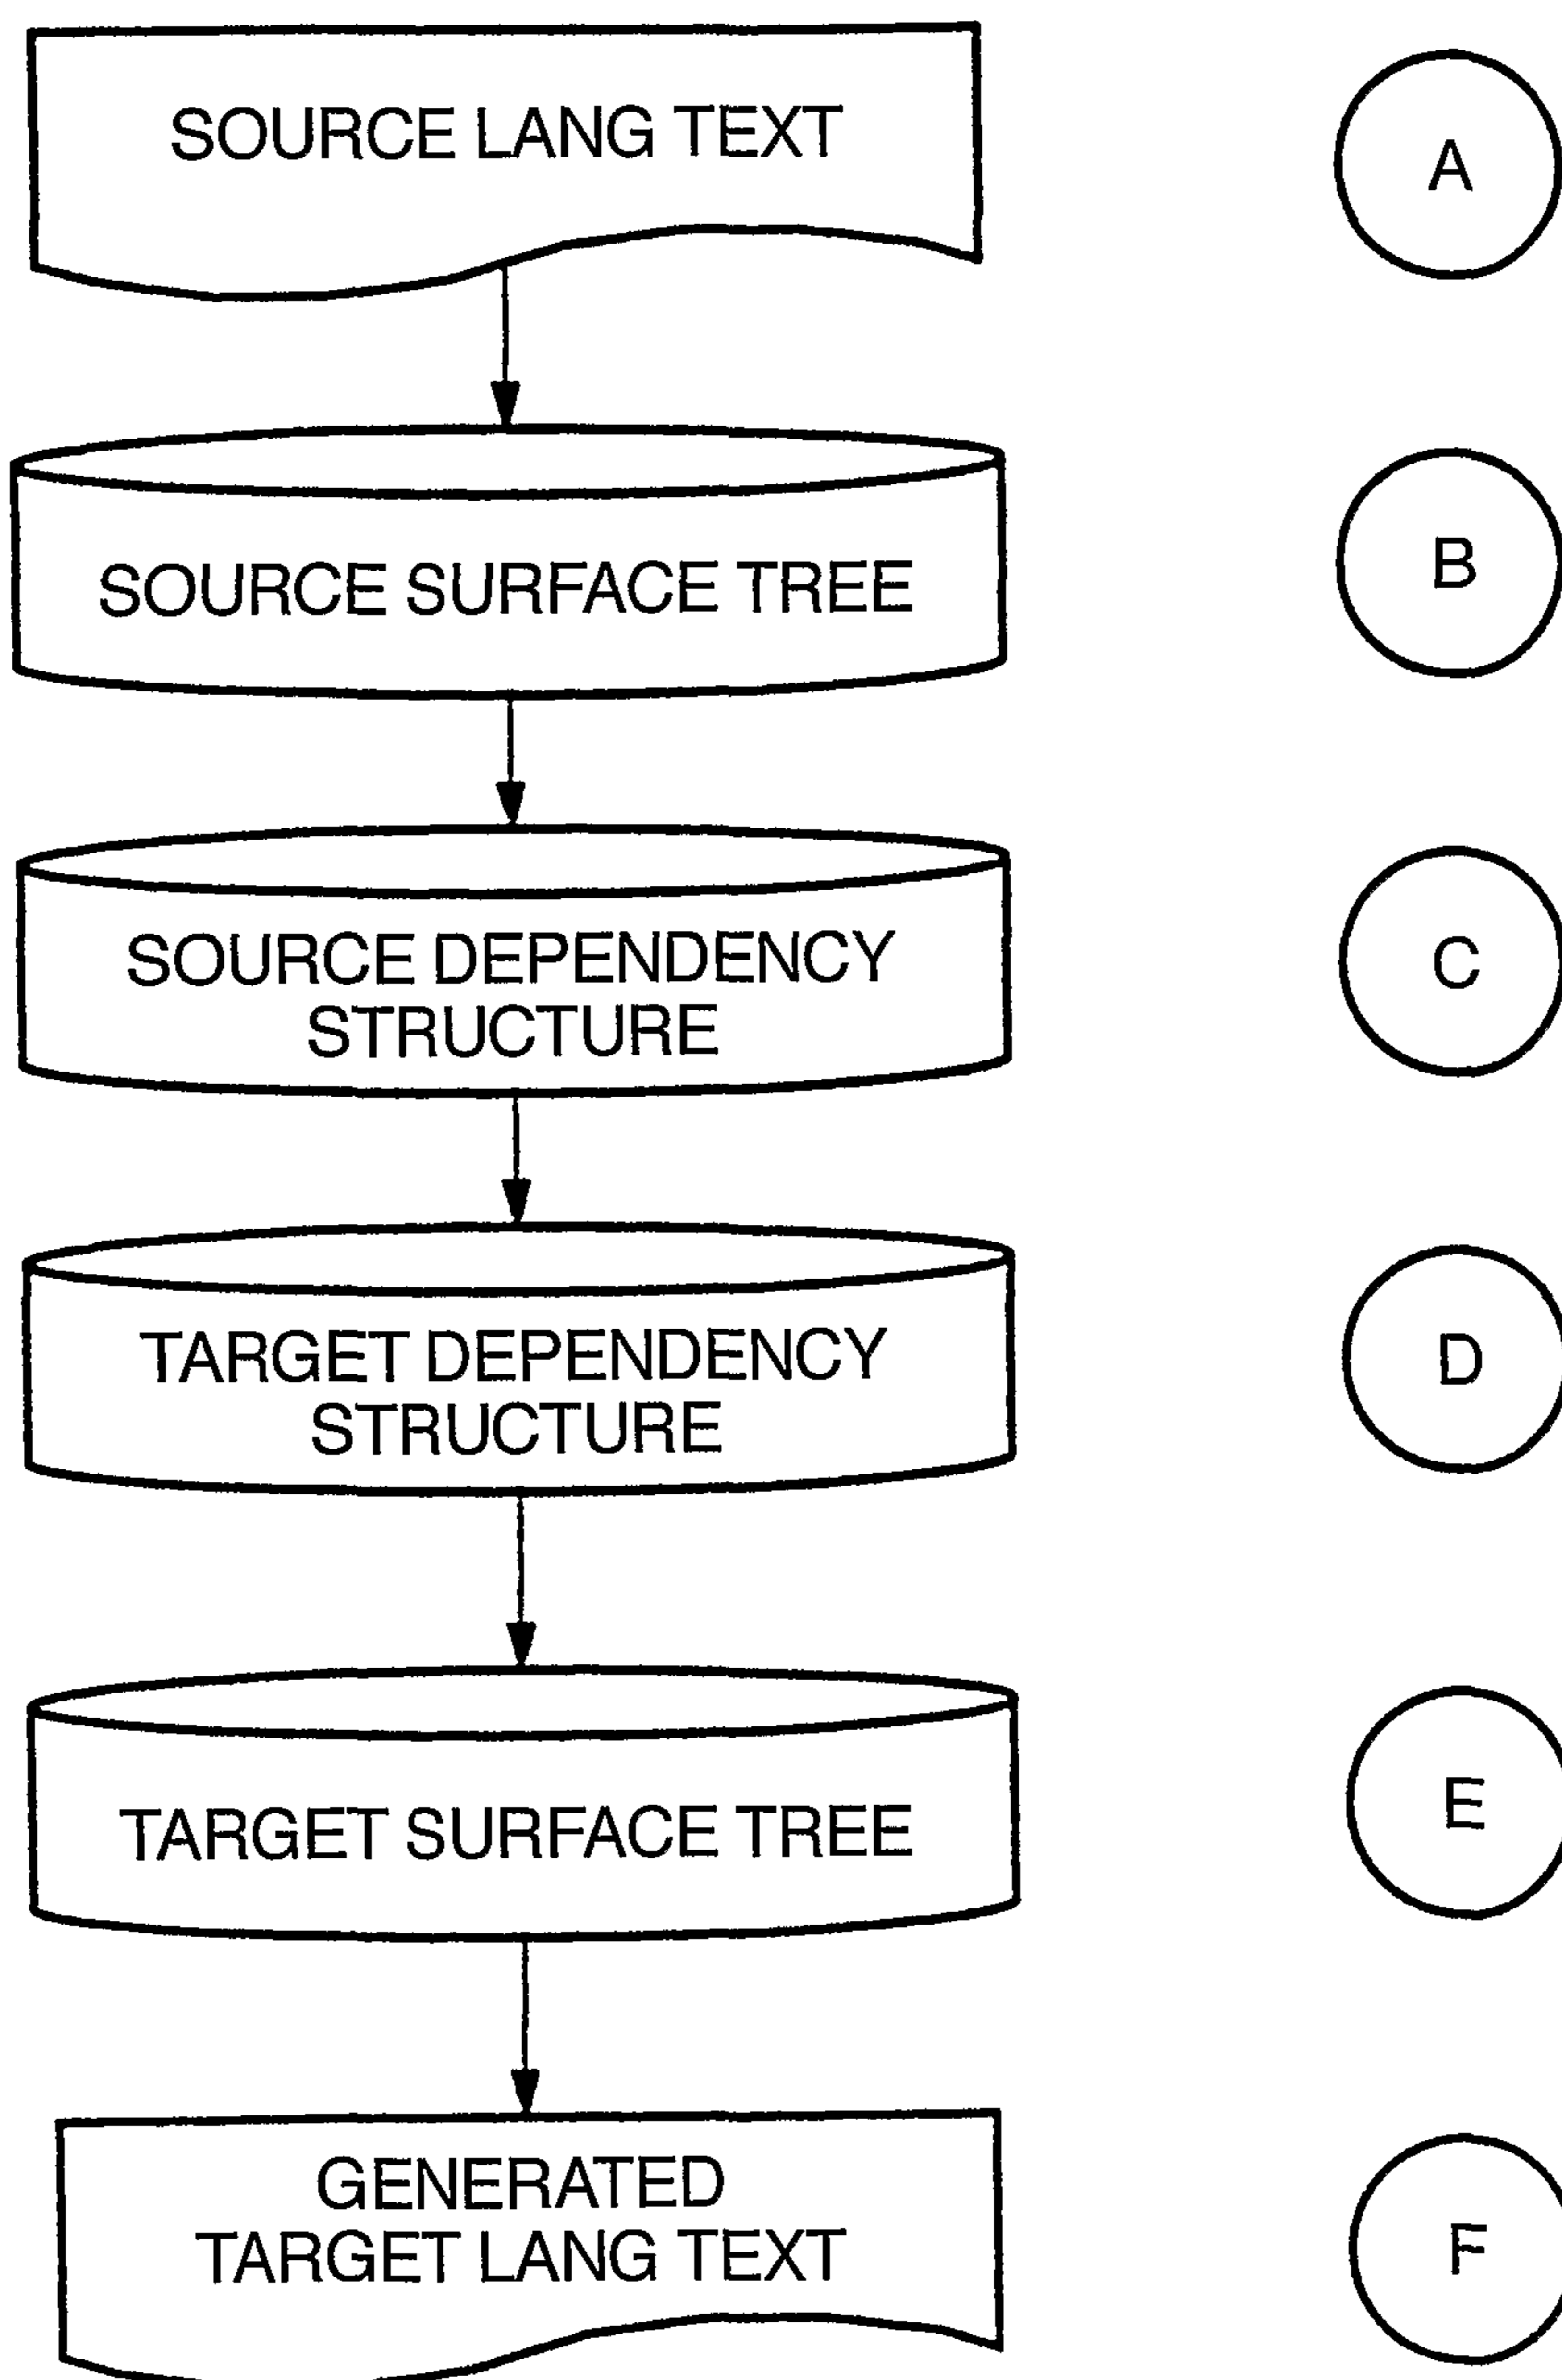 SOURCE LANG TEXT
A
SOURCE SURFACE TREE
B
SOURCE DEPENDENCY
STRUCTURE
C
TARGET DEPENDENCY
STRUCTURE
D
TARGET SURFACE TREE
E
GENERATED
TARGET LANG TEXT
F